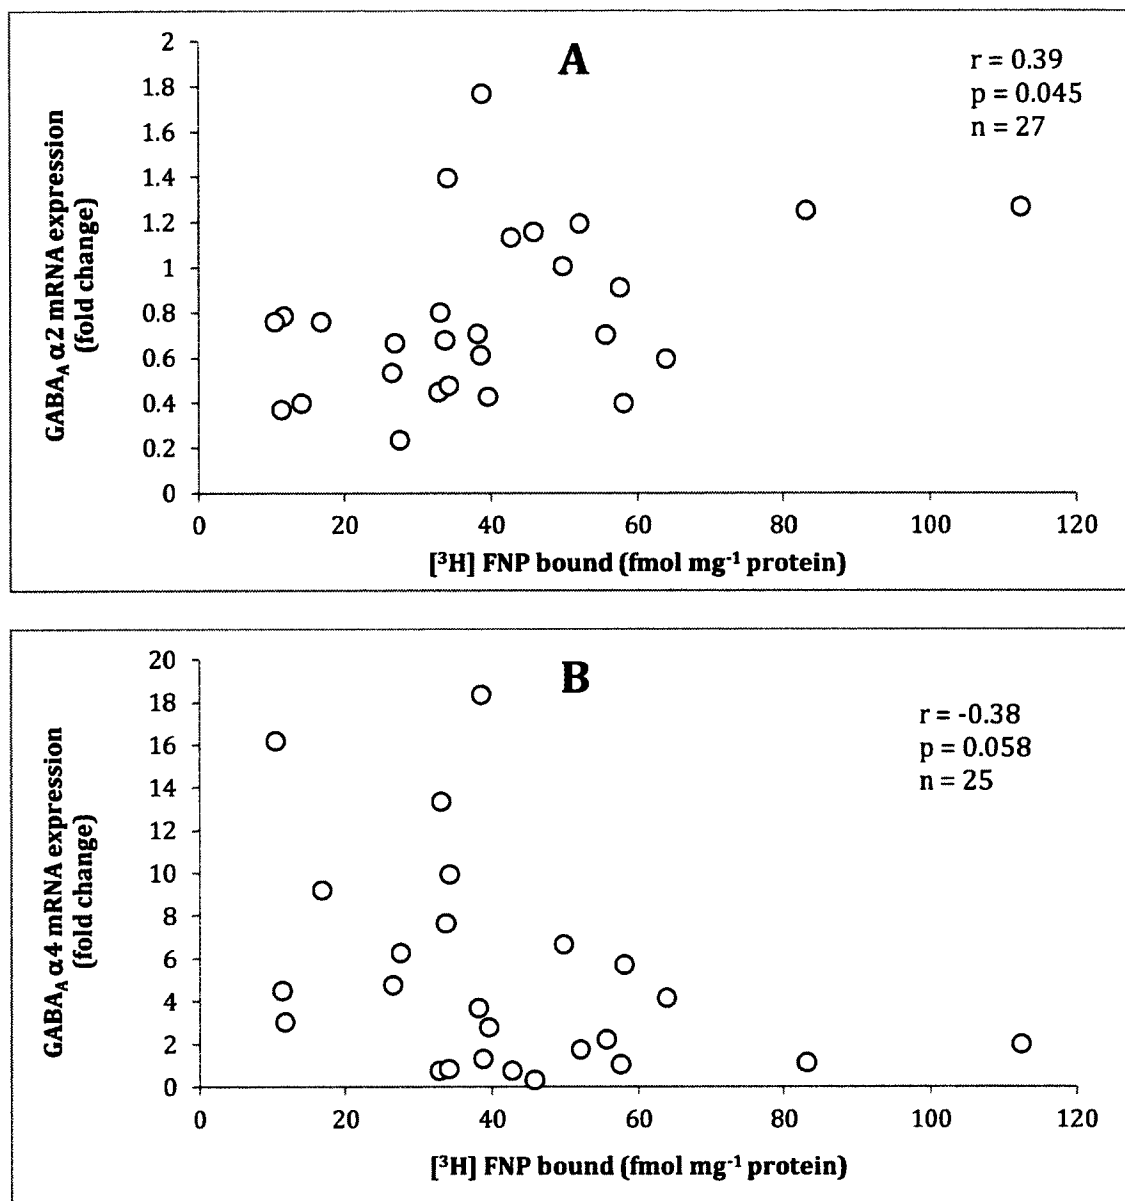 A
r = 0.39
p = 0.045
n = 27
2
1.8
1.6
1.4
1.2
1
0.8
0.6
0.4
0.2
0
GABA_A α2 mRNA expression
(fold change)
0 20 40 60 80 100 120
[³H] FNP bound (fmol mg⁻¹ protein)
B
r = -0.38
p = 0.058
n = 25
20
18
16
14
12
10
8
6
4
2
0
GABA_A α4 mRNA expression
(fold change)
0 20 40 60 80 100 120
[³H] FNP bound (fmol mg⁻¹ protein)